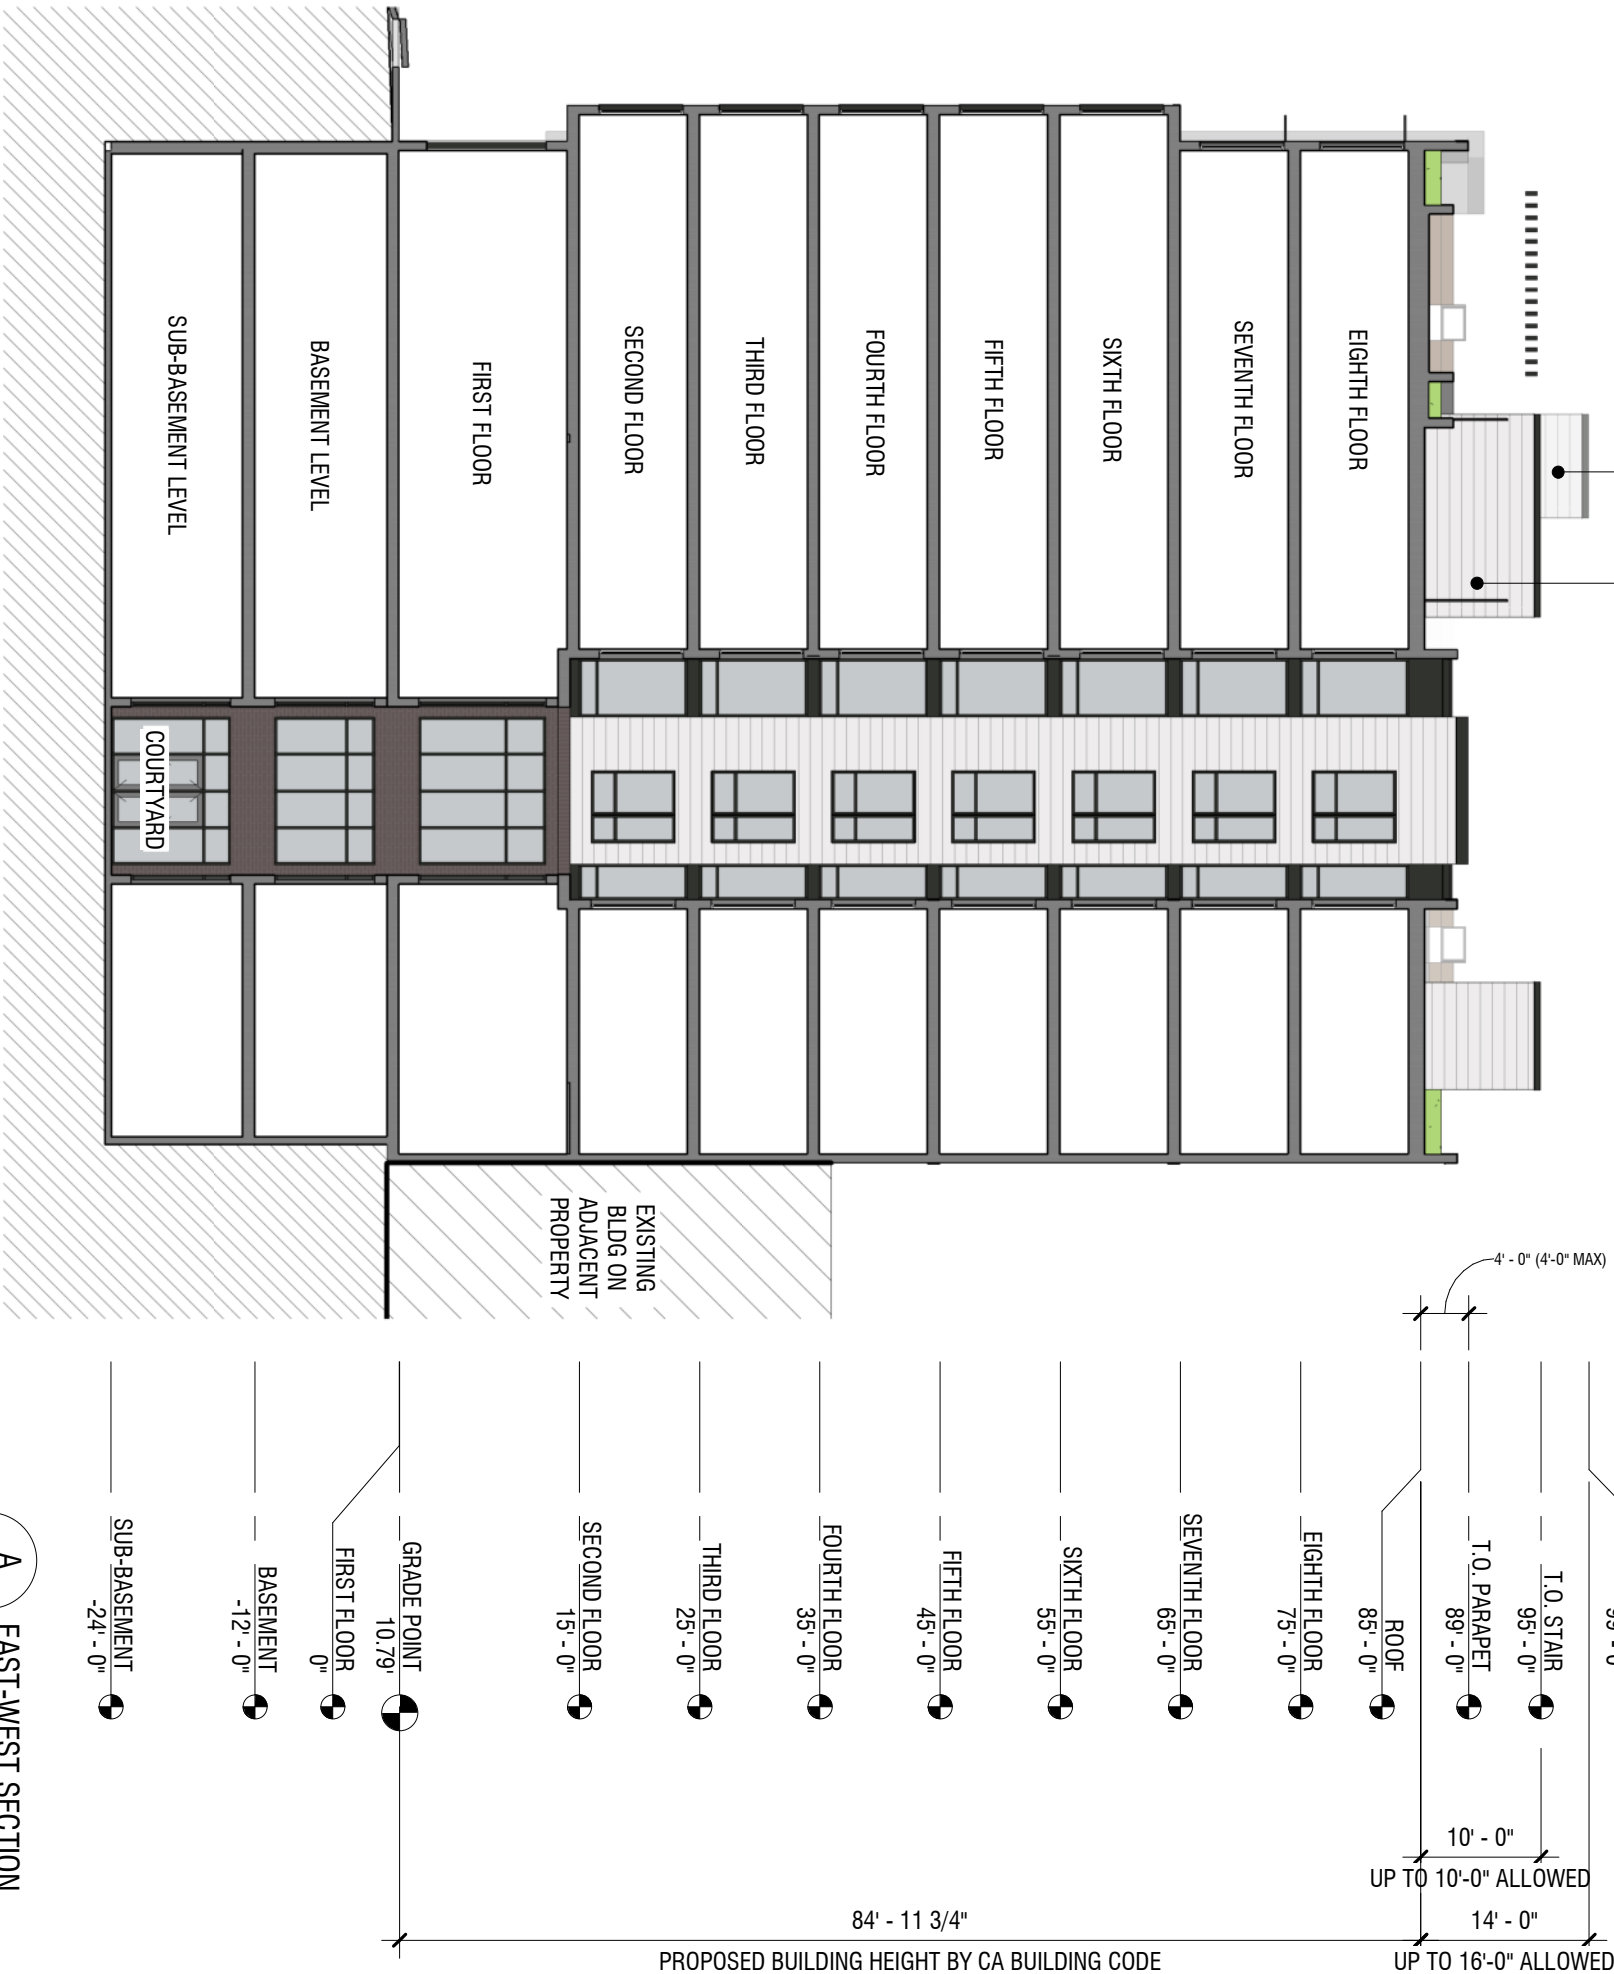 EIGHTH FLOOR
SEVENTH FLOOR
SIXTH FLOOR
FIFTH FLOOR
FOURTH FLOOR
THIRD FLOOR
SECOND FLOOR
FIRST FLOOR
BASEMENT LEVEL
SUB-BASEMENT LEVEL
COURTYARD
EXISTING
BLDG ON
ADJACENT
PROPERTY
4' - 0" (4'-0" MAX)
T.O. STAIR
95' - 0"
T.O. PARAPET
89' - 0"
ROOF
85' - 0"
EIGHTH FLOOR
75' - 0"
SEVENTH FLOOR
65' - 0"
SIXTH FLOOR
55' - 0"
FIFTH FLOOR
45' - 0"
FOURTH FLOOR
35' - 0"
THIRD FLOOR
25' - 0"
SECOND FLOOR
15' - 0"
GRADE POINT
10.79'
FIRST FLOOR
0"
BASEMENT
-12' - 0"
SUB-BASEMENT
-24' - 0"
10' - 0"
UP TO 10'-0" ALLOWED
84' - 11 3/4"
PROPOSED BUILDING HEIGHT BY CA BUILDING CODE
14' - 0"
UP TO 16'-0" ALLOWED
A
EAST-WEST SECTION